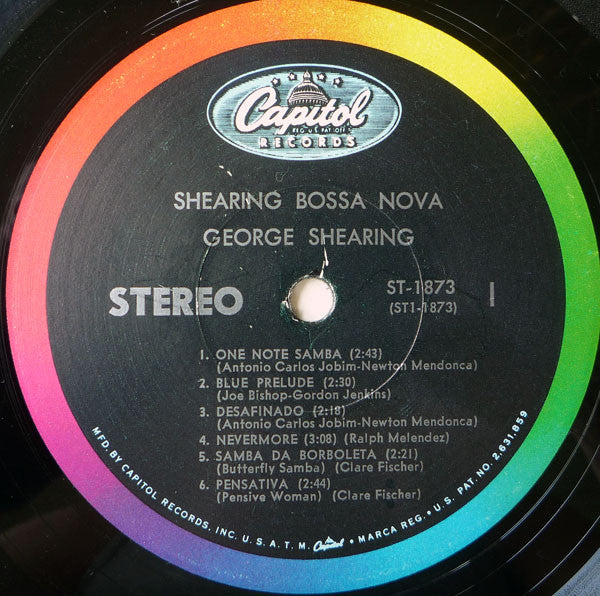 Capitol
REG. U.S. PAT. OFF.
RECORDS
SHEARING BOSSA NOVA
GEORGE SHEARING
STEREO
ST-1873
(ST1-1873)
1
1. ONE NOTE SAMBA (2:43)
(Antonio Carlos Jobim-Newton Mendonca)
2. BLUE PRELUDE (2:30)
(Joe Bishop-Gordon Jenkins)
3. DESAFINADO (2:18)
(Antonio Carlos Jobim-Newton Mendonca)
4. NEVERMORE (3:08) (Ralph Melendez)
5. SAMBA DA BORBOLETA (2:21)
(Butterfly Samba) (Clare Fischer)
6. PENSATIVA (2:44)
(Pensive Woman) (Clare Fischer)
MFD. BY CAPITOL RECORDS, INC. U.S.A. T.M. Capitol • MARCA REG. • U.S. PAT. NO. 2,631,859